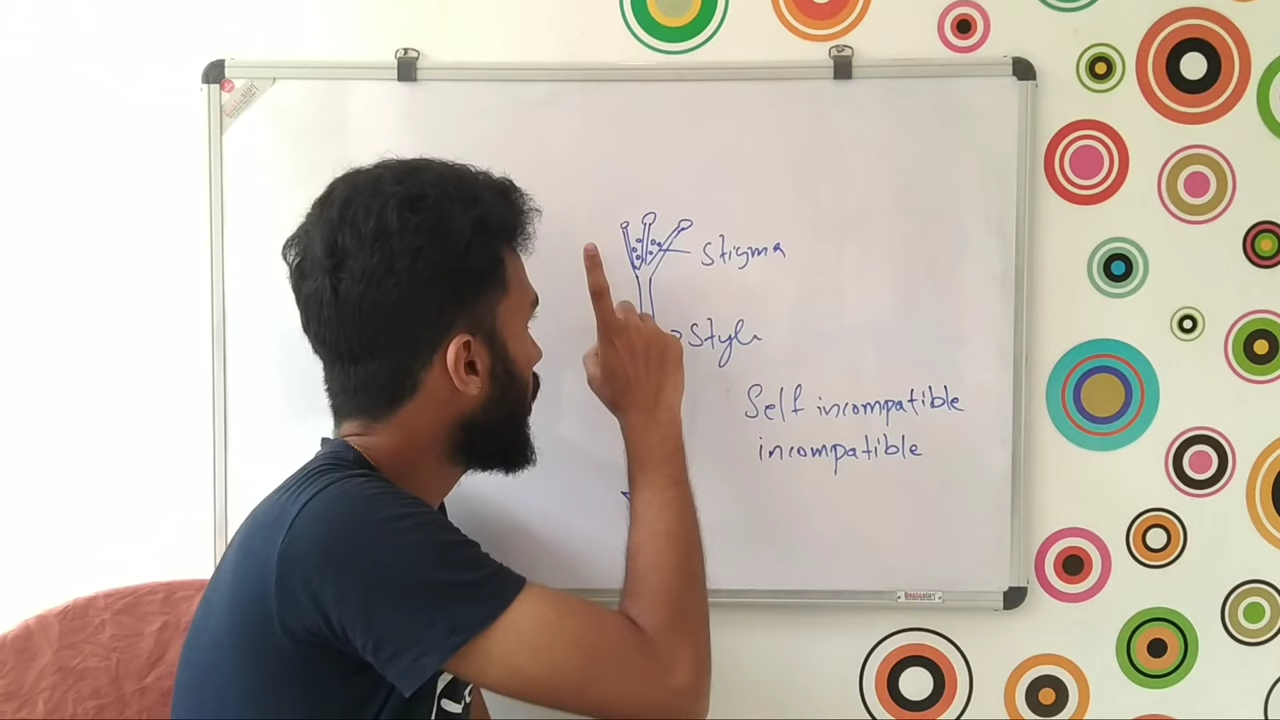 stigma
style
Self incompatible
incompatible